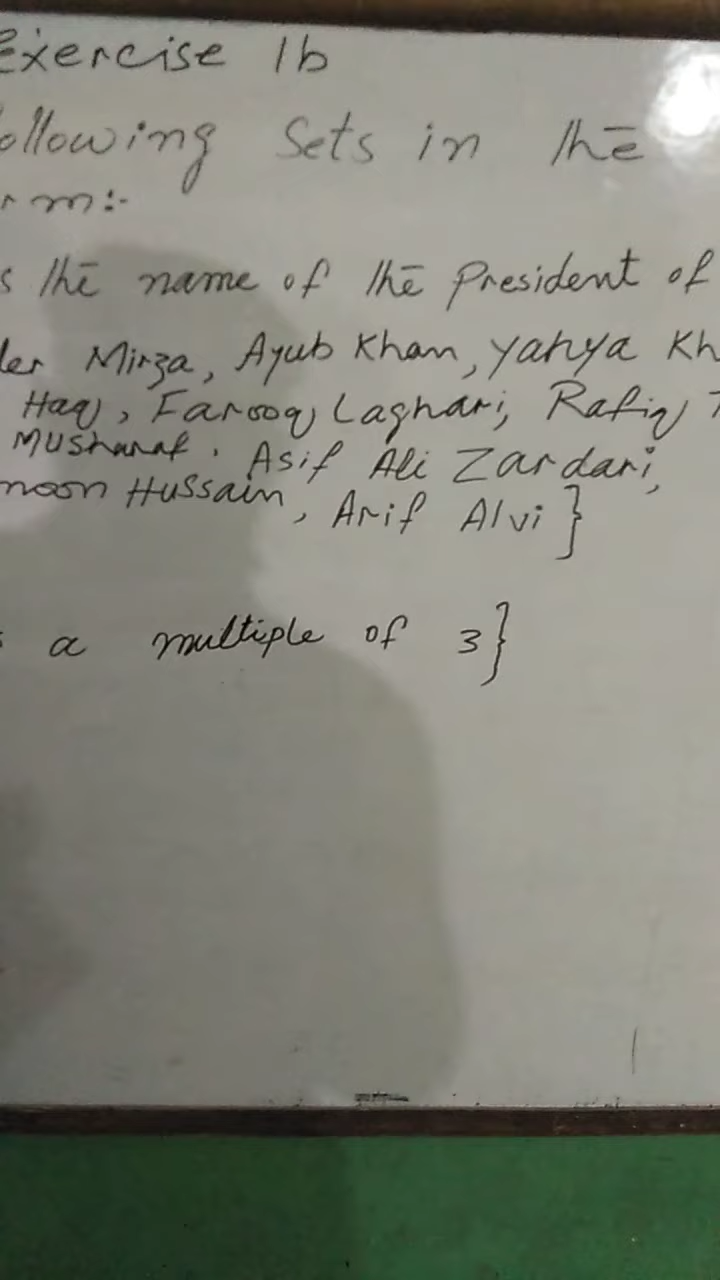 Exercise 1b
ollowing Sets in the
rm:-
s the name of the President of
der Mirza, Ayub Khan, Yahya Kh
Haq, Farooq Laghari, Rafiq T
Musharaf, Asif Ali Zardari,
noon Hussain, Arif Alvi }
s a multiple of 3}